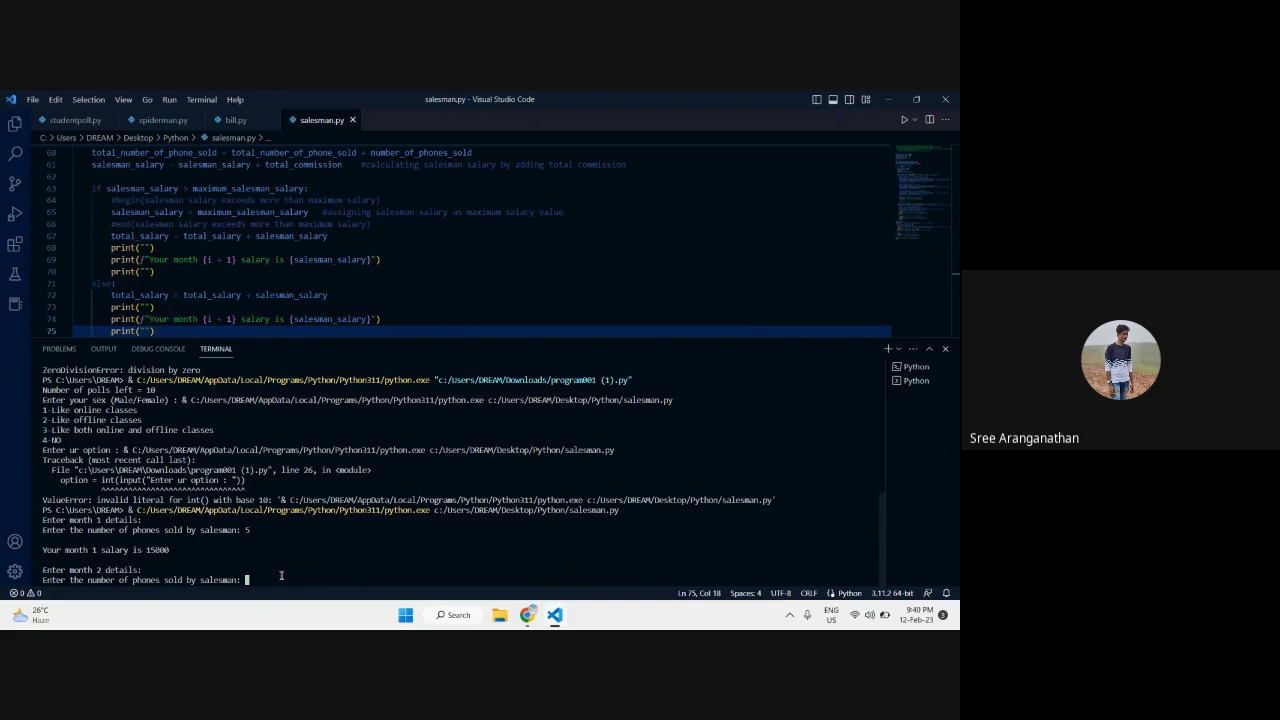 File Edit Selection View Go Run Terminal Help
salesman.py - Visual Studio Code
studentpoll.py spiderman.py bill.py salesman.py
C: > Users > DREAM > Desktop > Python > salesman.py > ...
60 total_number_of_phone_sold = total_number_of_phone_sold + number_of_phones_sold
61 salesman_salary = salesman_salary + total_commission #calculating salesman salary by adding total commission
62
63 if salesman_salary > maximum_salesman_salary:
64 #begin(salesman salary exceeds more than maximum salary)
65 salesman_salary = maximum_salesman_salary #assigning salesman salary as maximum salary value
66 #end(salesman salary exceeds more than maximum salary)
67 total_salary = total_salary + salesman_salary
68 print("")
69 print(f"Your month {i + 1} salary is {salesman_salary}")
70 print("")
71 else:
72 total_salary = total_salary + salesman_salary
73 print("")
74 print(f"Your month {i + 1} salary is {salesman_salary}")
75 print("")
PROBLEMS OUTPUT DEBUG CONSOLE TERMINAL
ZeroDivisionError: division by zero
PS C:\Users\DREAM> & C:/Users/DREAM/AppData/Local/Programs/Python/Python311/python.exe "c:/Users/DREAM/Downloads/program001 (1).py"
Number of polls left = 10
Enter your sex (Male/Female) : & C:/Users/DREAM/AppData/Local/Programs/Python/Python311/python.exe c:/Users/DREAM/Desktop/Python/salesman.py
1-Like online classes
2-Like offline classes
3-Like both online and offline classes
4-NO
Enter ur option : & C:/Users/DREAM/AppData/Local/Programs/Python/Python311/python.exe c:/Users/DREAM/Desktop/Python/salesman.py
Traceback (most recent call last):
File "c:\Users\DREAM\Downloads\program001 (1).py", line 26, in <module>
option = int(input("Enter ur option : "))
^^^^^^^^^^^^^^^^^^^^^^^^^^^^^^^^
ValueError: invalid literal for int() with base 10: '& C:/Users/DREAM/AppData/Local/Programs/Python/Python311/python.exe c:/Users/DREAM/Desktop/Python/salesman.py'
PS C:\Users\DREAM> & C:/Users/DREAM/AppData/Local/Programs/Python/Python311/python.exe c:/Users/DREAM/Desktop/Python/salesman.py
Enter month 1 details:
Enter the number of phones sold by salesman: 5
Your month 1 salary is 15000
Enter month 2 details:
Enter the number of phones sold by salesman:
Python
Python
Sree Aranganathan
0 0 Ln 75, Col 18 Spaces: 4 UTF-8 CRLF Python 3.11.2 64-bit
26°C
Haze
Search
ENG
US
9:40 PM
12-Feb-23
3